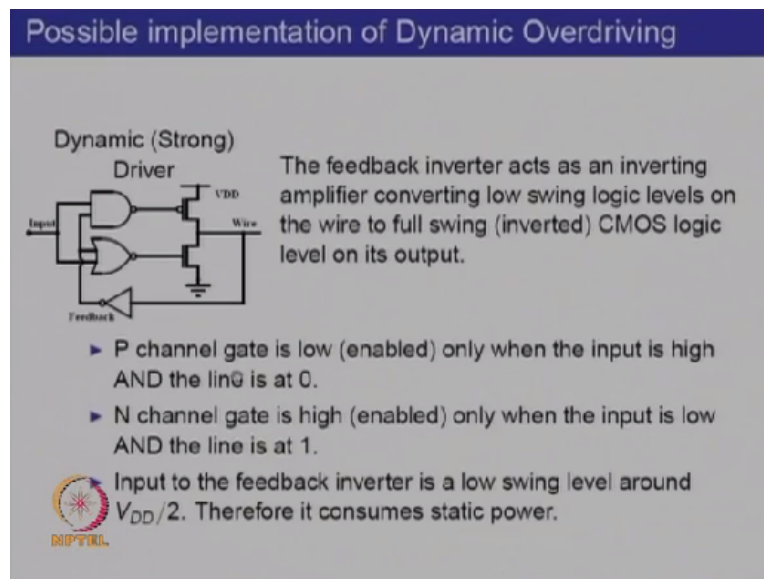 Possible implementation of Dynamic Overdriving
Dynamic (Strong)
Driver
VDD
Input
Wire
Feedback
The feedback inverter acts as an inverting
amplifier converting low swing logic levels on
the wire to full swing (inverted) CMOS logic
level on its output.
► P channel gate is low (enabled) only when the input is high
AND the line is at 0.
► N channel gate is high (enabled) only when the input is low
AND the line is at 1.
► Input to the feedback inverter is a low swing level around
VDD/2. Therefore it consumes static power.
NPTEL